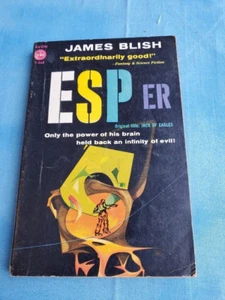 AVON
JAMES BLISH
"Extraordinarily good!"
- Fantasy & Science Fiction
ESPER
Original title: JACK OF EAGLES
Only the power of his brain
held back an infinity of evil!